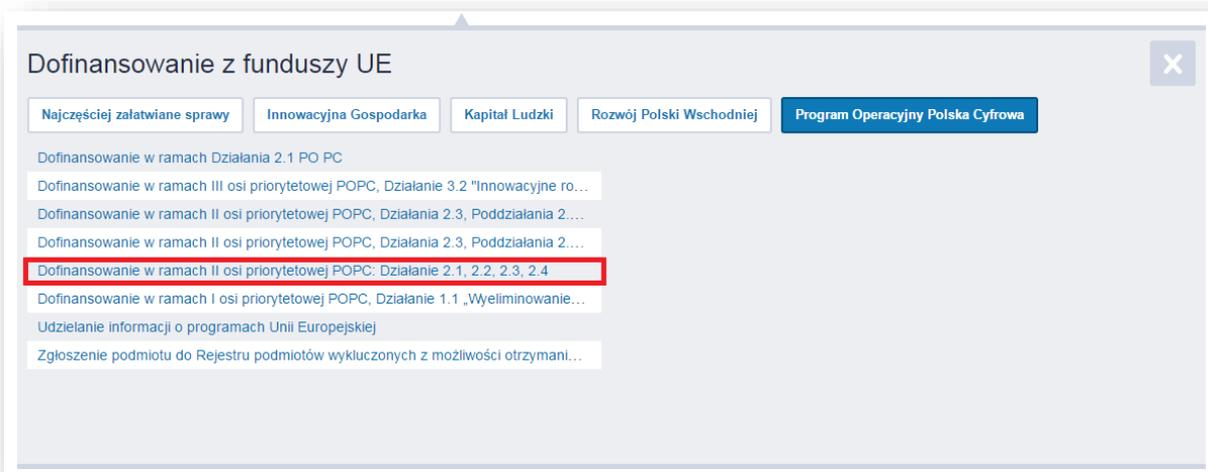 Dofinansowanie z funduszy UE
Najczęściej załatwiane sprawy Innowacyjna Gospodarka Kapitał Ludzki Rozwój Polski Wschodniej Program Operacyjny Polska Cyfrowa
Dofinansowanie w ramach Działania 2.1 PO PC
Dofinansowanie w ramach III osi priorytetowej POPC, Działanie 3.2 "Innowacyjne ro...
Dofinansowanie w ramach II osi priorytetowej POPC, Działania 2.3, Poddziałania 2....
Dofinansowanie w ramach II osi priorytetowej POPC, Działania 2.3, Poddziałania 2....
Dofinansowanie w ramach II osi priorytetowej POPC: Działanie 2.1, 2.2, 2.3, 2.4
Dofinansowanie w ramach I osi priorytetowej POPC, Działanie 1.1 „Wyeliminowanie...
Udzielanie informacji o programach Unii Europejskiej
Zgłoszenie podmiotu do Rejestru podmiotów wykluczonych z możliwości otrzymani...